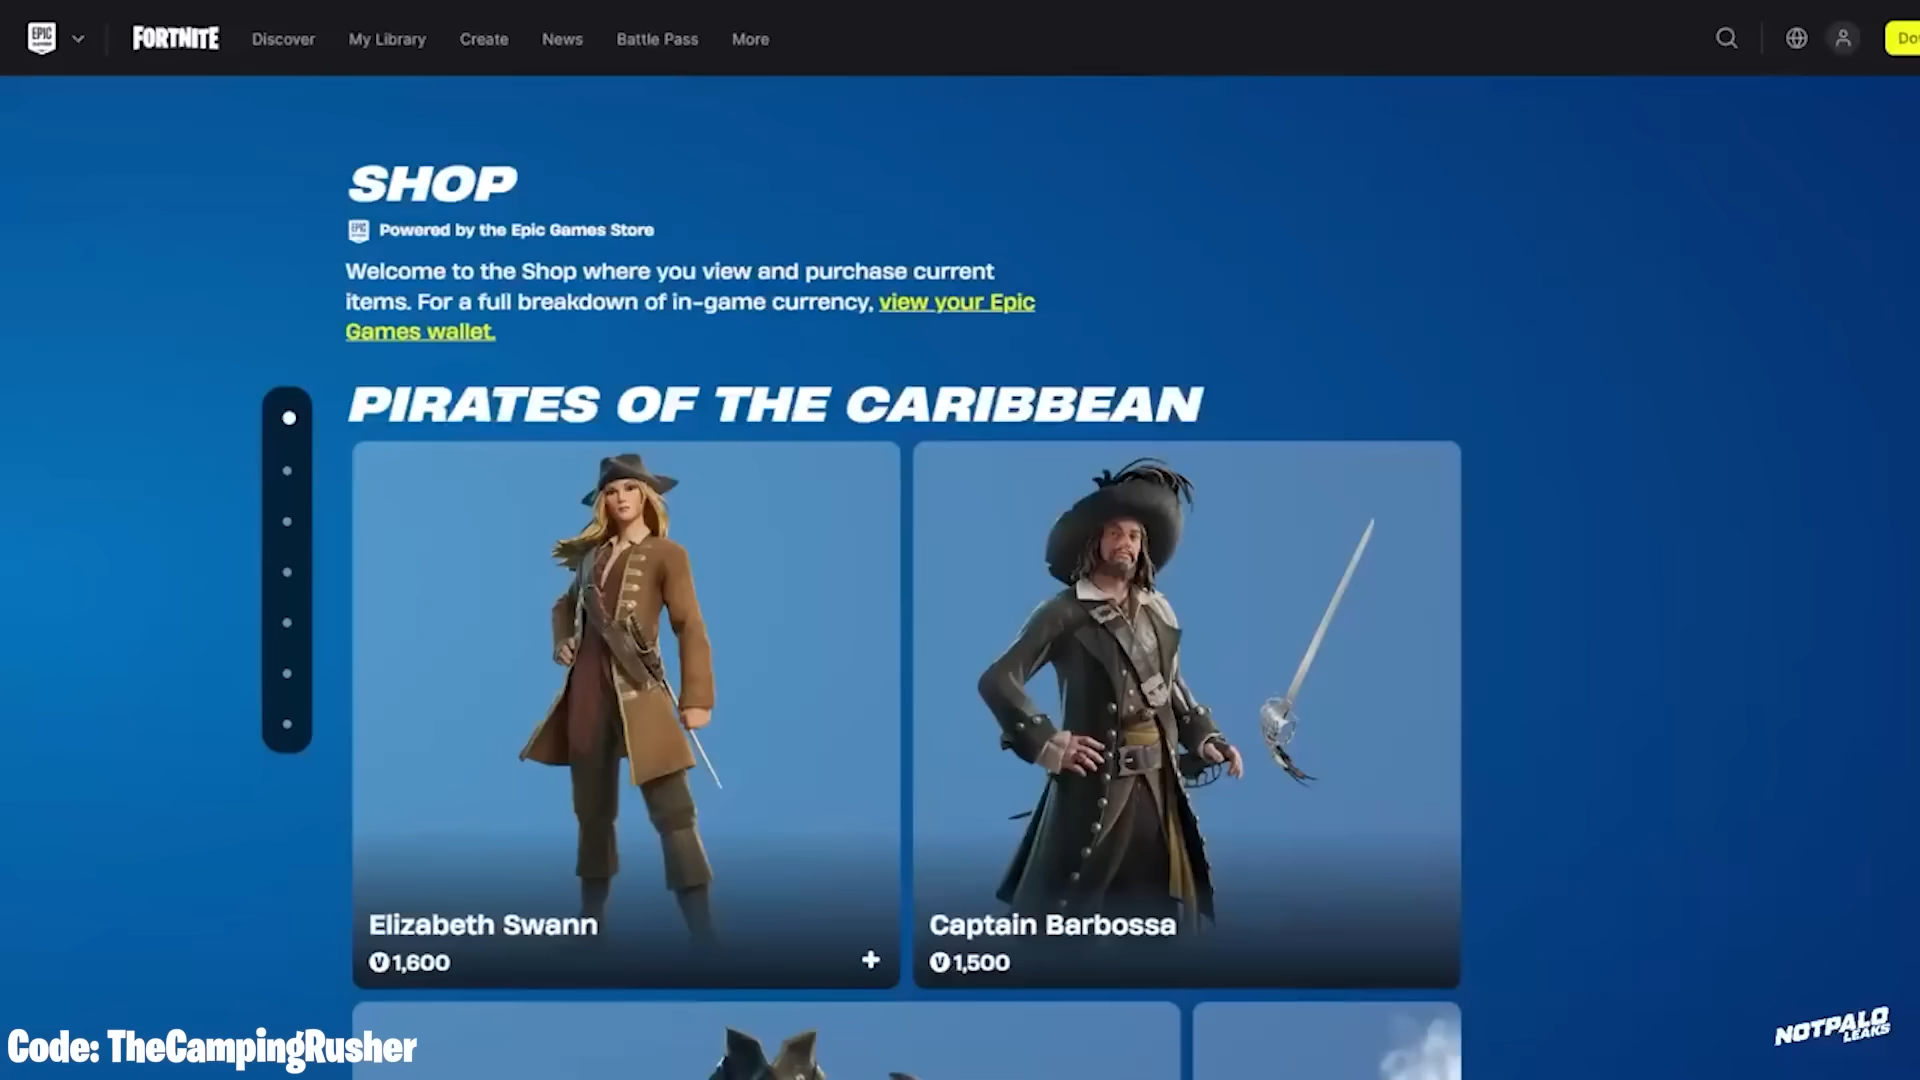 EPIC GAMES
FORTNITE
Discover
My Library
Create
News
Battle Pass
More
SHOP
Powered by the Epic Games Store
Welcome to the Shop where you view and purchase current
items. For a full breakdown of in-game currency, view your Epic
Games wallet.
PIRATES OF THE CARIBBEAN
Elizabeth Swann
1,600
+
Captain Barbossa
1,500
Code: TheCampingRusher
NOTPALO
LEAKS